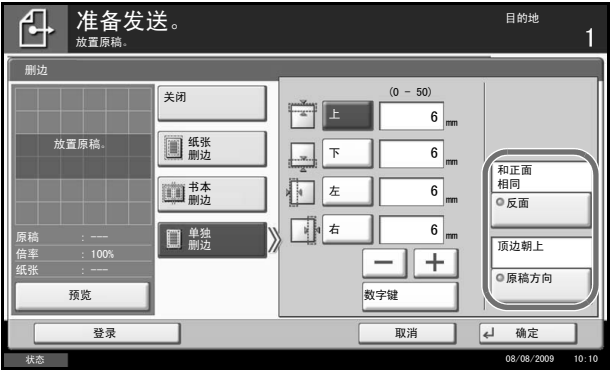 准备发送。
放置原稿。
目的地
1
删边
放置原稿。
原稿 : ---
倍率 : 100%
纸张 : ---
预览
关闭
纸张
删边
书本
删边
单独
删边
(0 - 50)
上 6 mm
下 6 mm
左 6 mm
右 6 mm
− +
数字键
和正面
相同
反面
顶边朝上
原稿方向
登录
取消
确定
状态
08/08/2009 10:10